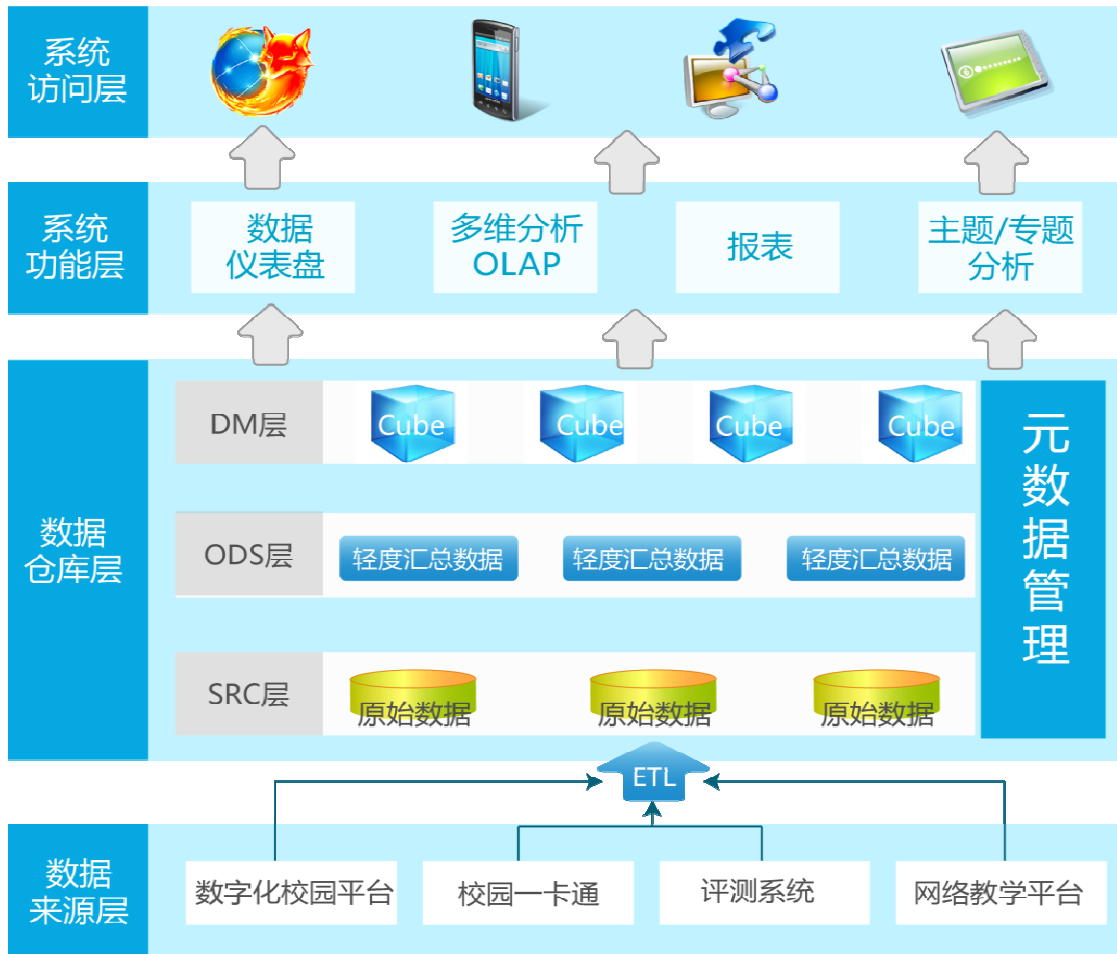 系统
访问层
系统
功能层
数据
仪表盘
多维分析
OLAP
报表
主题/专题
分析
数据
仓库层
DM层
Cube
Cube
Cube
Cube
元数据管理
ODS层
轻度汇总数据
轻度汇总数据
轻度汇总数据
SRC层
原始数据
原始数据
原始数据
ETL
数据
来源层
数字化校园平台
校园一卡通
评测系统
网络教学平台